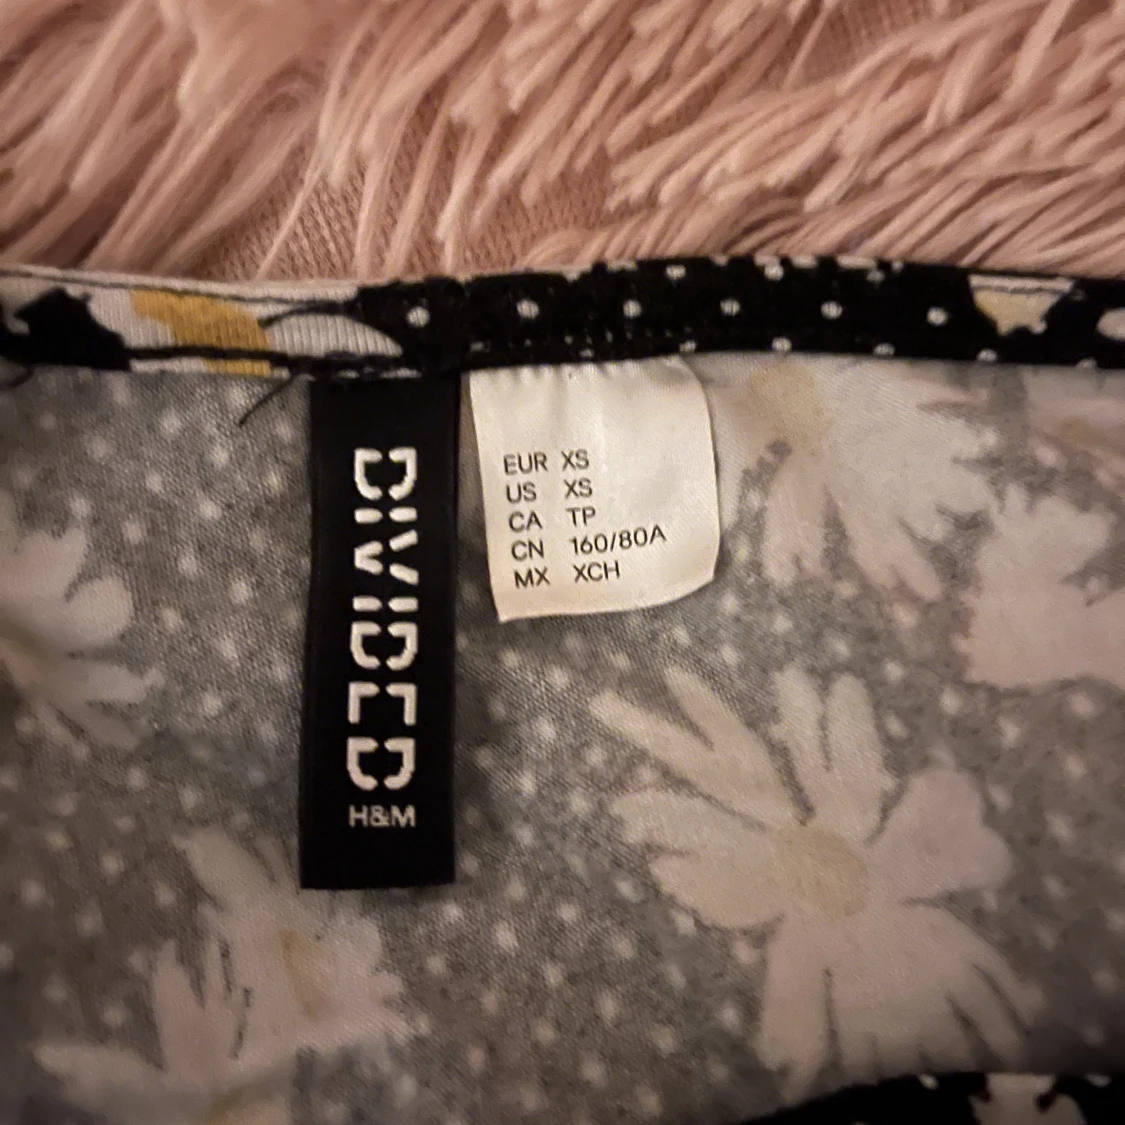 DIVIDED
H&M
EUR XS
US XS
CA TP
CN 160/80A
MX XCH